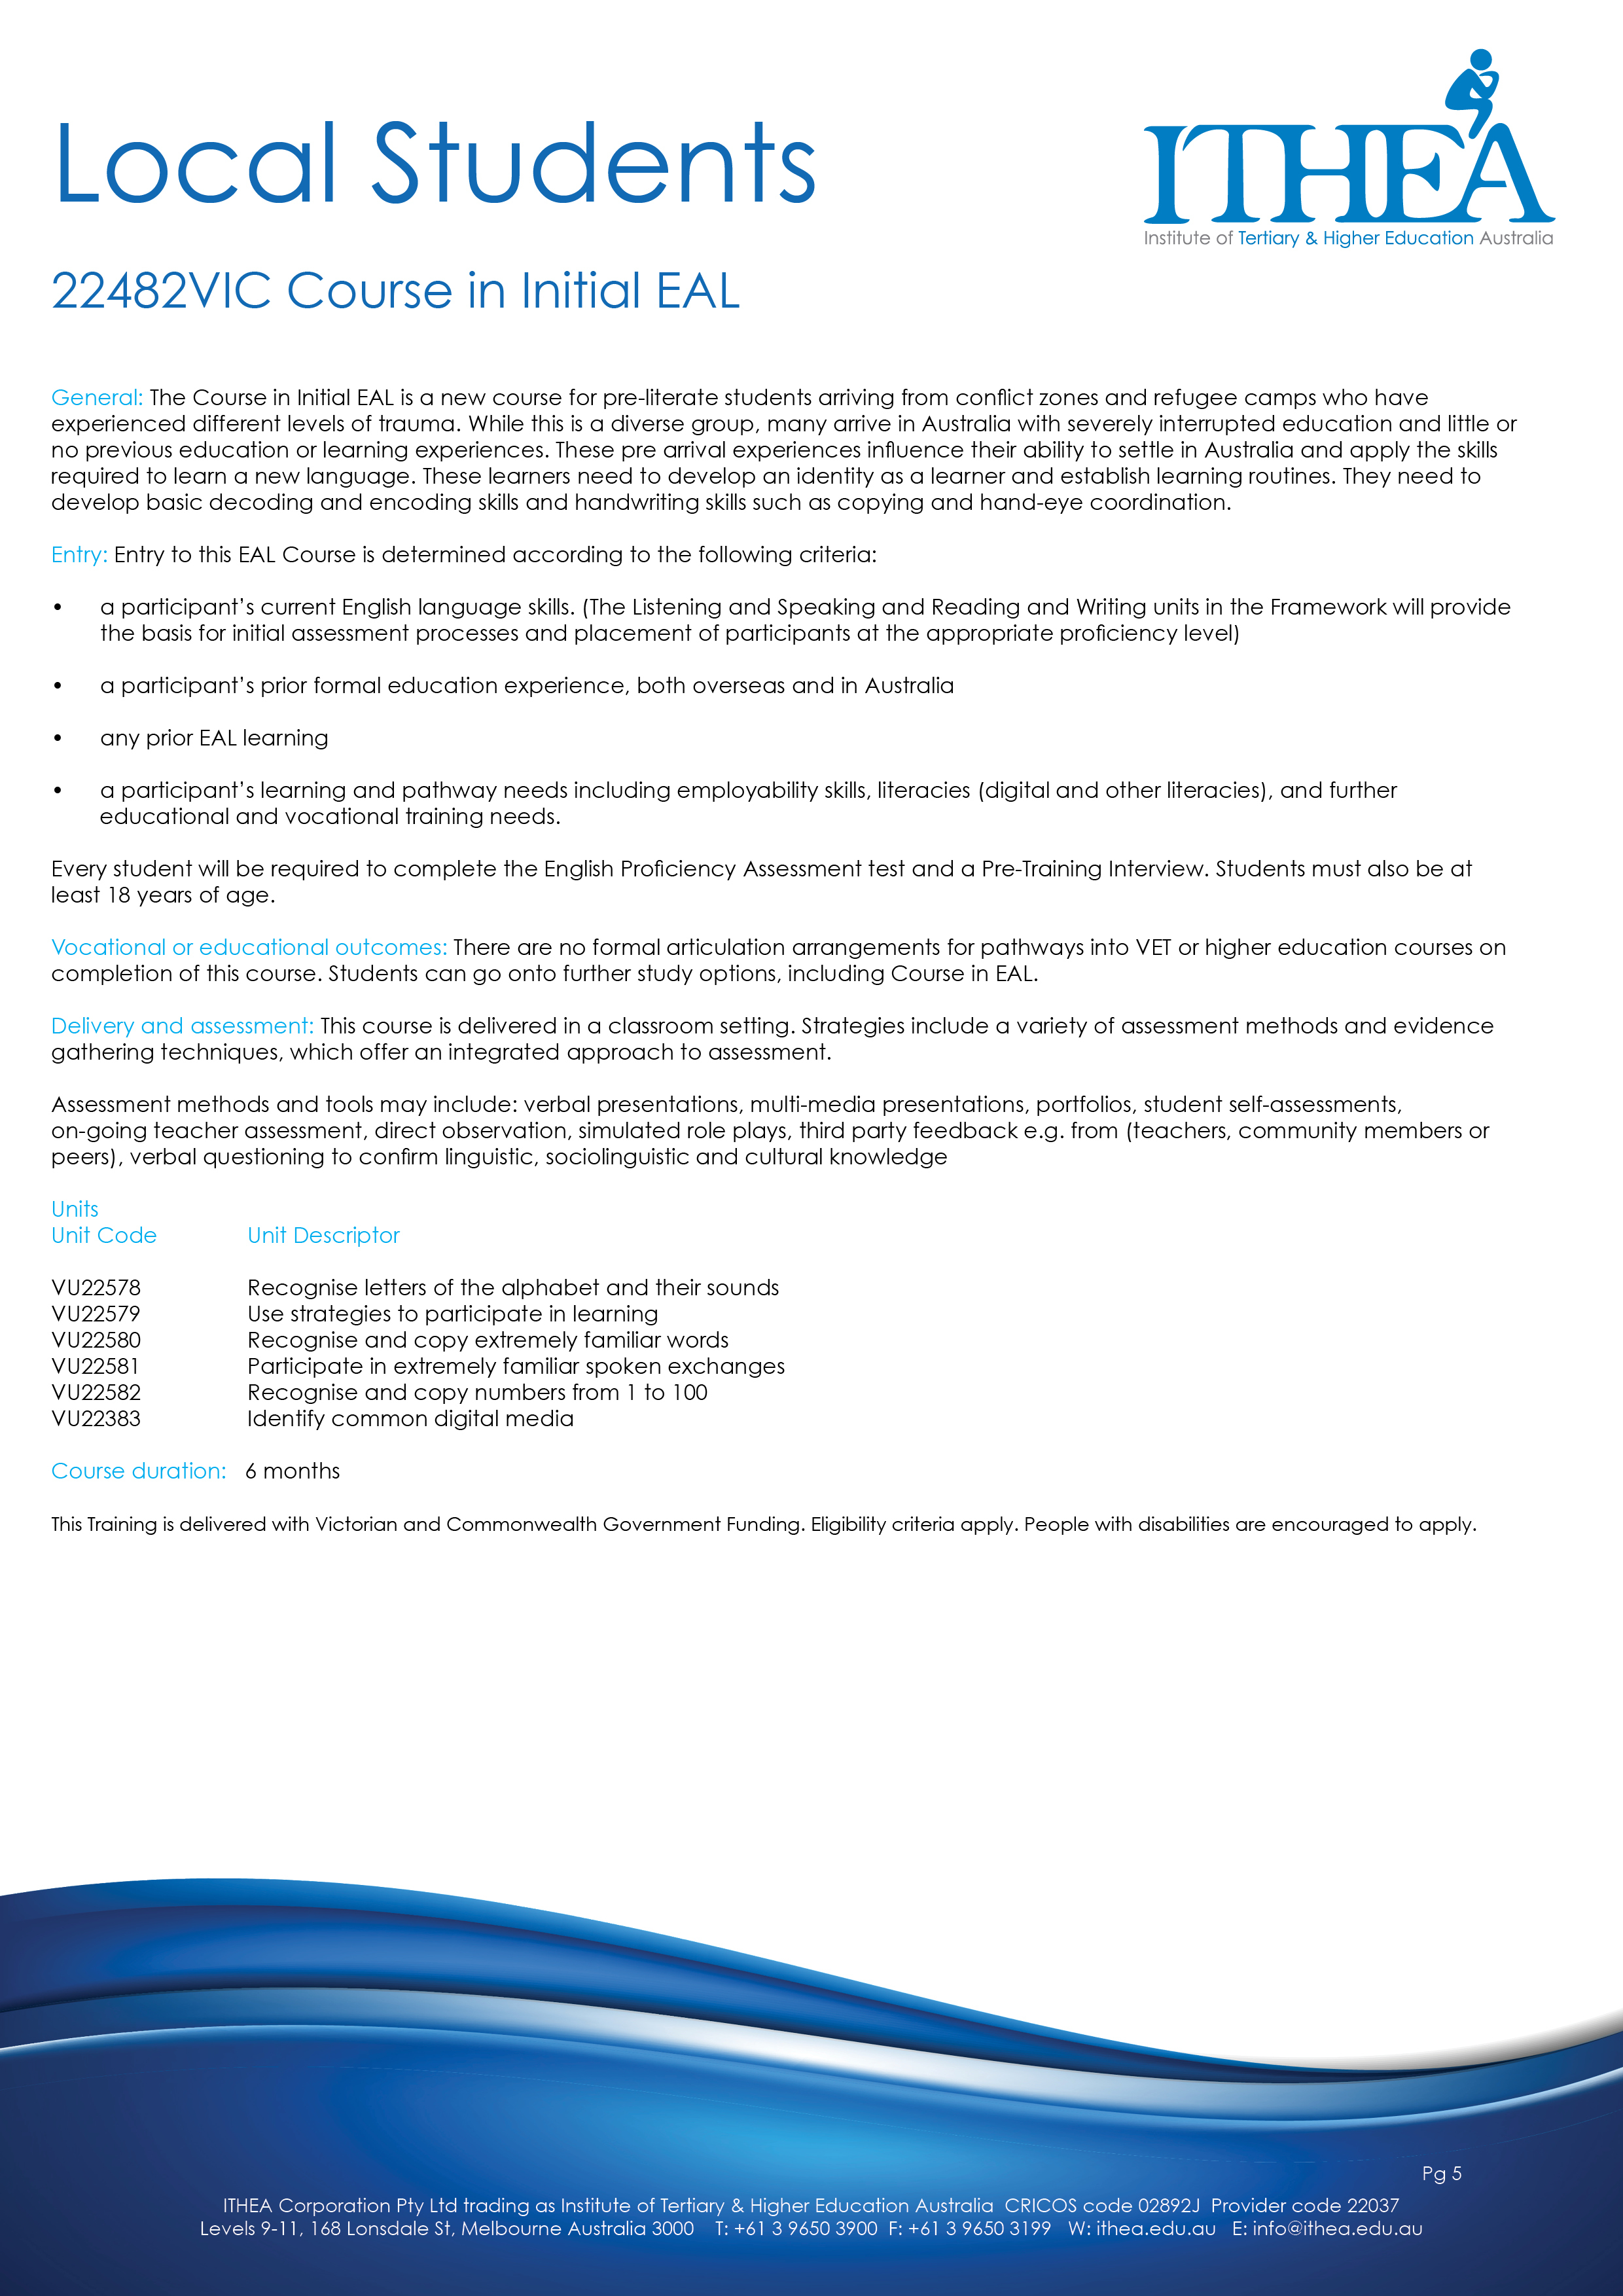 Local Students
ITHEA
Institute of Tertiary & Higher Education Australia
22482VIC Course in Initial EAL
General: The Course in Initial EAL is a new course for pre-literate students arriving from conflict zones and refugee camps who have
experienced different levels of trauma. While this is a diverse group, many arrive in Australia with severely interrupted education and little or
no previous education or learning experiences. These pre arrival experiences influence their ability to settle in Australia and apply the skills
required to learn a new language. These learners need to develop an identity as a learner and establish learning routines. They need to
develop basic decoding and encoding skills and handwriting skills such as copying and hand-eye coordination.
Entry: Entry to this EAL Course is determined according to the following criteria:
• a participant’s current English language skills. (The Listening and Speaking and Reading and Writing units in the Framework will provide
the basis for initial assessment processes and placement of participants at the appropriate proficiency level)
• a participant’s prior formal education experience, both overseas and in Australia
• any prior EAL learning
• a participant’s learning and pathway needs including employability skills, literacies (digital and other literacies), and further
educational and vocational training needs.
Every student will be required to complete the English Proficiency Assessment test and a Pre-Training Interview. Students must also be at
least 18 years of age.
Vocational or educational outcomes: There are no formal articulation arrangements for pathways into VET or higher education courses on
completion of this course. Students can go onto further study options, including Course in EAL.
Delivery and assessment: This course is delivered in a classroom setting. Strategies include a variety of assessment methods and evidence
gathering techniques, which offer an integrated approach to assessment.
Assessment methods and tools may include: verbal presentations, multi-media presentations, portfolios, student self-assessments,
on-going teacher assessment, direct observation, simulated role plays, third party feedback e.g. from (teachers, community members or
peers), verbal questioning to confirm linguistic, sociolinguistic and cultural knowledge
Units
Unit Code Unit Descriptor
VU22578 Recognise letters of the alphabet and their sounds
VU22579 Use strategies to participate in learning
VU22580 Recognise and copy extremely familiar words
VU22581 Participate in extremely familiar spoken exchanges
VU22582 Recognise and copy numbers from 1 to 100
VU22383 Identify common digital media
Course duration: 6 months
This Training is delivered with Victorian and Commonwealth Government Funding. Eligibility criteria apply. People with disabilities are encouraged to apply.
Pg 5
ITHEA Corporation Pty Ltd trading as Institute of Tertiary & Higher Education Australia CRICOS code 02892J Provider code 22037
Levels 9-11, 168 Lonsdale St, Melbourne Australia 3000 T: +61 3 9650 3900 F: +61 3 9650 3199 W: ithea.edu.au E: info@ithea.edu.au